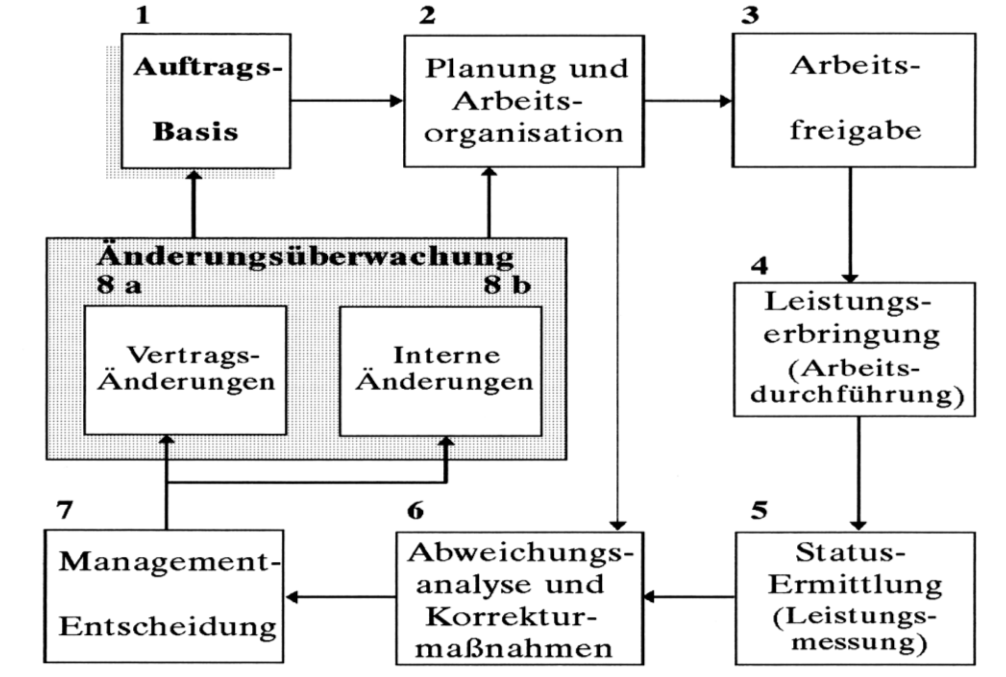 1
Auftrags-
Basis
2
Planung und
Arbeits-
organisation
3
Arbeits-
freigabe
4
Leistungs-
erbringung
(Arbeits-
durchführung)
5
Status-
Ermittlung
(Leistungs-
messung)
6
Abweichungs-
analyse und
Korrektur-
maßnahmen
7
Management-
Entscheidung
Änderungsüberwachung
8 a
Vertrags-
Änderungen
8 b
Interne
Änderungen